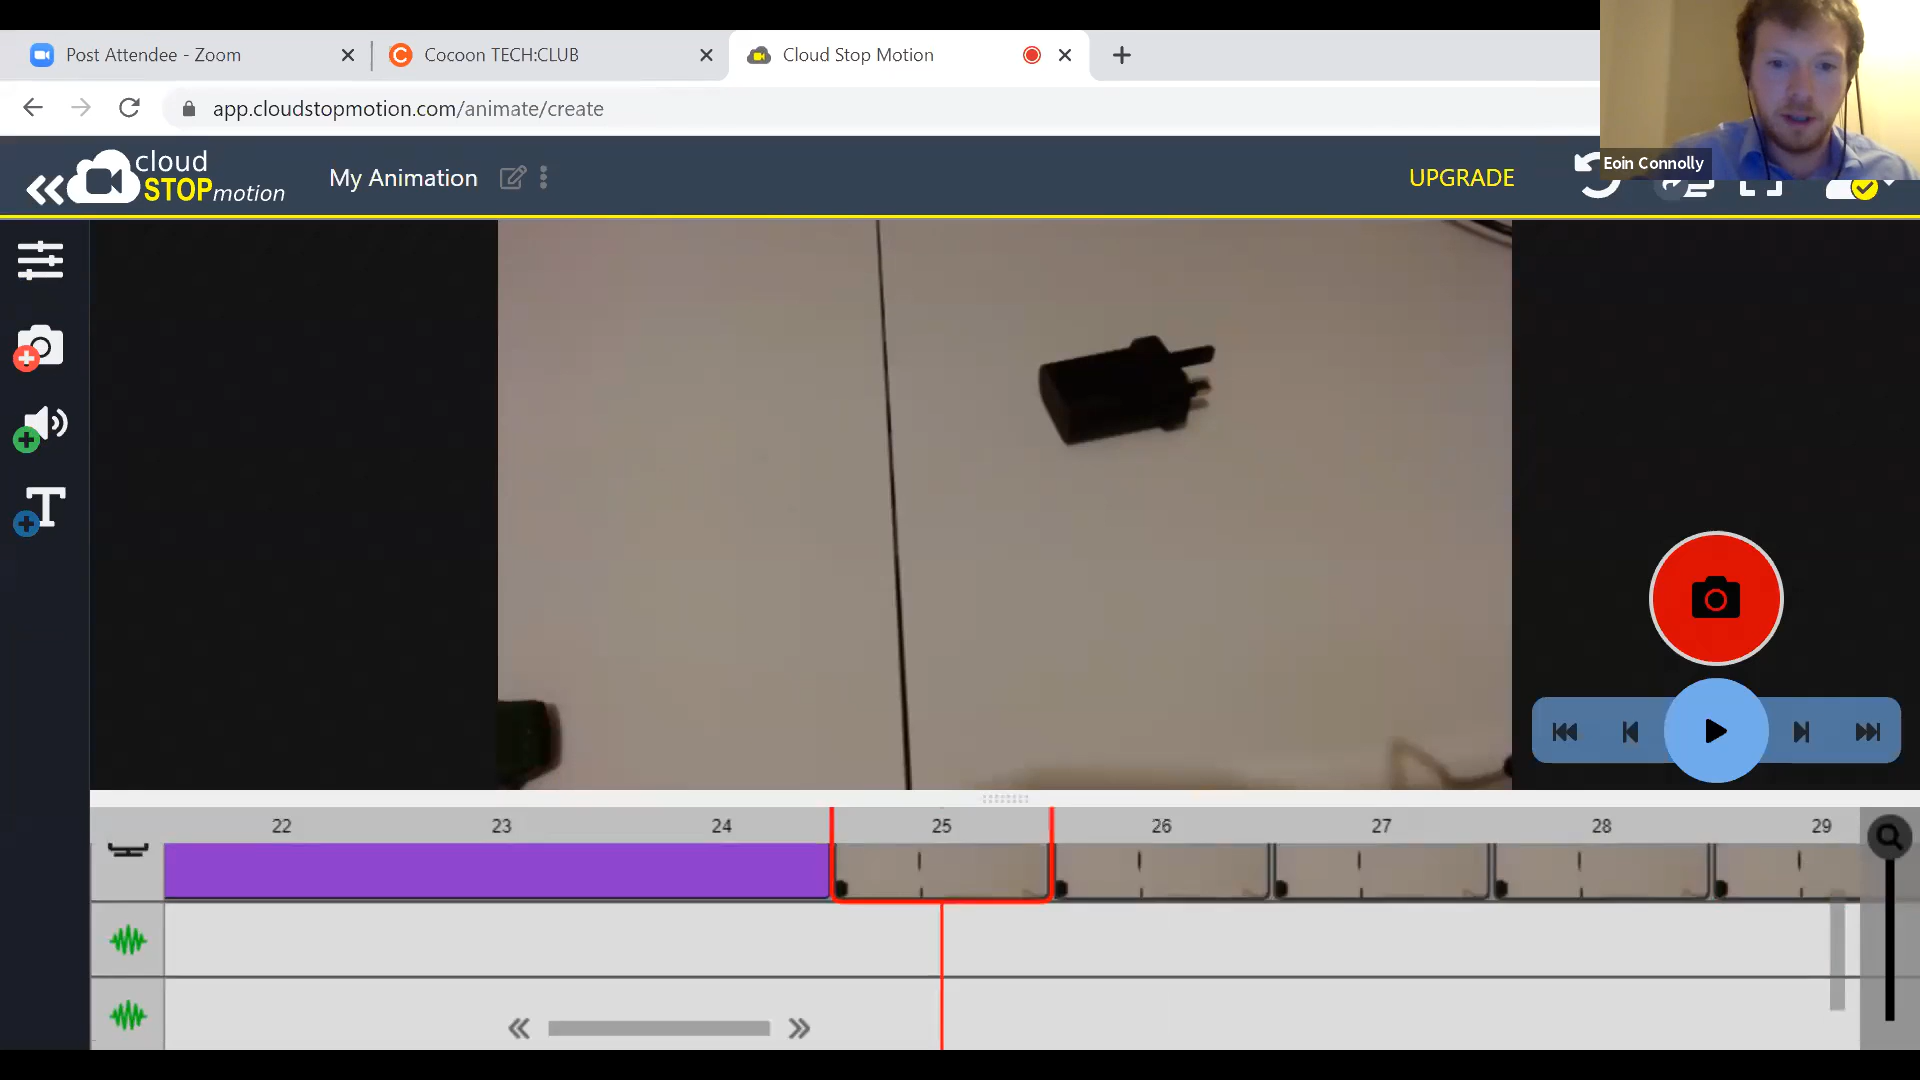 Post Attendee - Zoom
Cocoon TECH:CLUB
Cloud Stop Motion
app.cloudstopmotion.com/animate/create
Eoin Connolly
cloud
STOPmotion
My Animation
UPGRADE
T
22 23 24 25 26 27 28 29